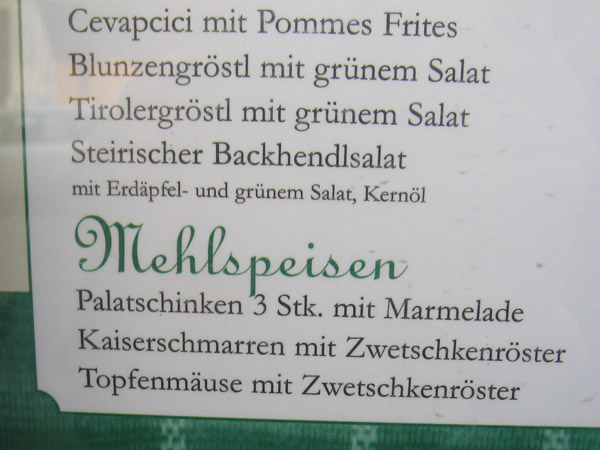 Cevapcici mit Pommes Frites
Blunzengröstl mit grünem Salat
Tirolergröstl mit grünem Salat
Steirischer Backhendlsalat
mit Erdäpfel- und grünem Salat, Kernöl
Mehlspeisen
Palatschinken 3 Stk. mit Marmelade
Kaiserschmarren mit Zwetschkenröster
Topfenmäuse mit Zwetschkenröster